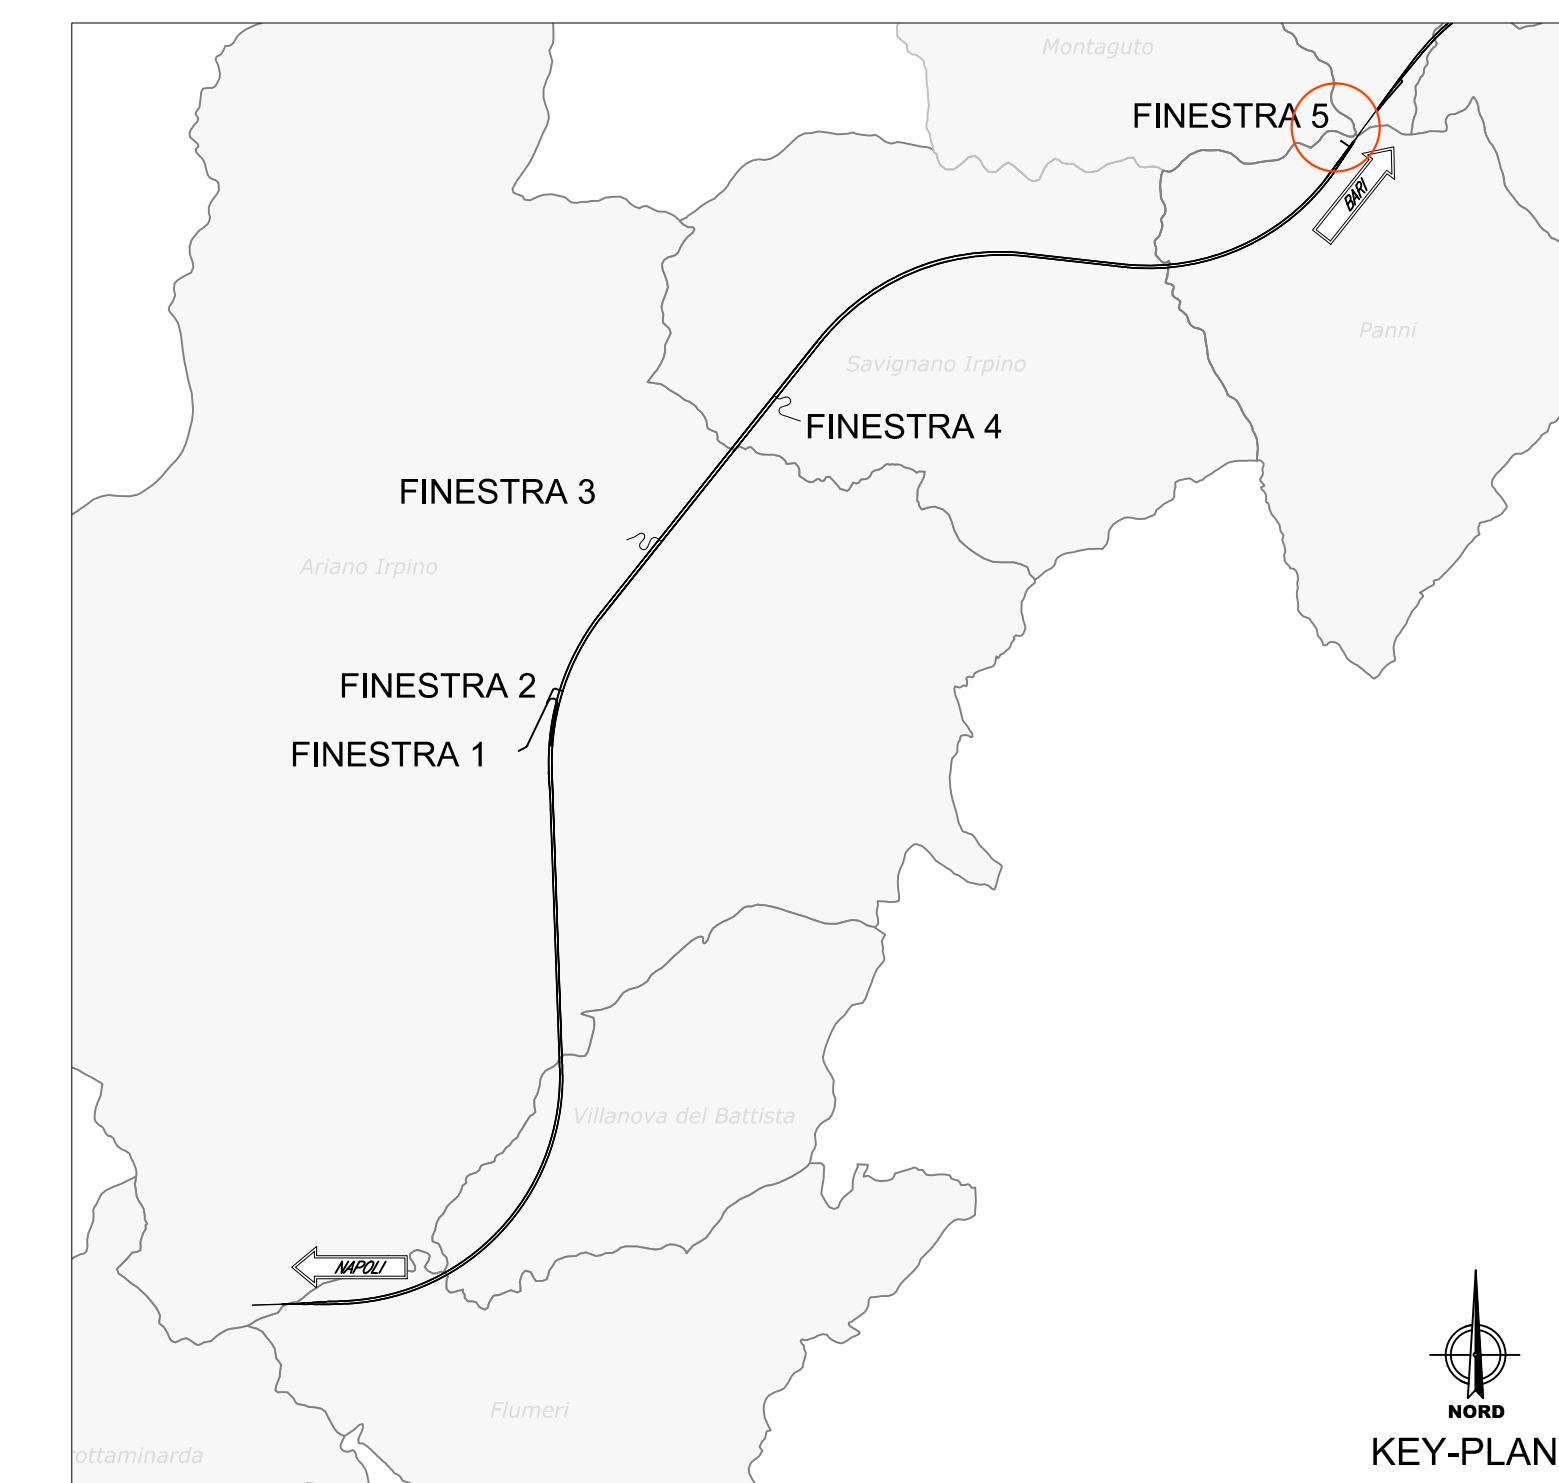 Montaguto
FINESTRA 5
BARI
Panni
Savignano Irpino
FINESTRA 4
FINESTRA 3
Ariano Irpino
FINESTRA 2
FINESTRA 1
Villanova del Battista
NAPOLI
NORD
Flumeri
KEY-PLAN
ottaminarda